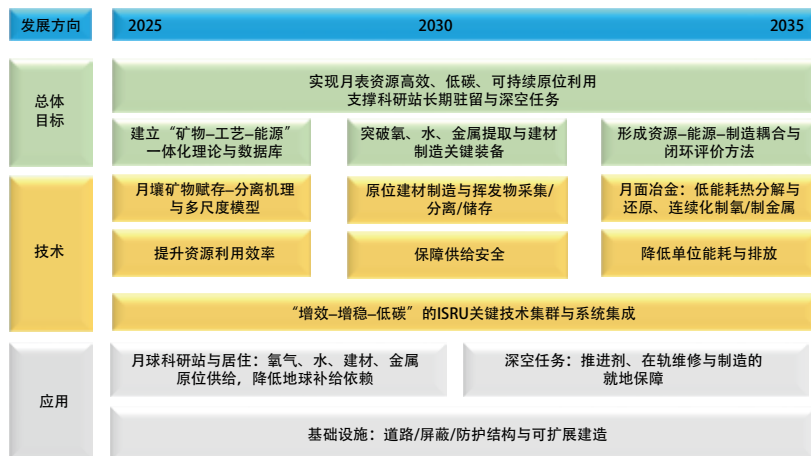 发展方向
2025
2030
2035
总体
目标
实现月表资源高效、低碳、可持续原位利用
支撑科研站长期驻留与深空任务
建立“矿物–工艺–能源”
一体化理论与数据库
突破氧、水、金属提取与建材
制造关键装备
形成资源–能源–制造耦合与
闭环评价方法
技术
月壤矿物赋存–分离机理
与多尺度模型
原位建材制造与挥发物采集/
分离/储存
月面冶金：低能耗热分解与
还原、连续化制氧/制金属
提升资源利用效率
保障供给安全
降低单位能耗与排放
“增效–增稳–低碳”的ISRU关键技术集群与系统集成
应用
月球科研站与居住：氧气、水、建材、金属
原位供给，降低地球补给依赖
深空任务：推进剂、在轨维修与制造的
就地保障
基础设施：道路/屏蔽/防护结构与可扩展建造